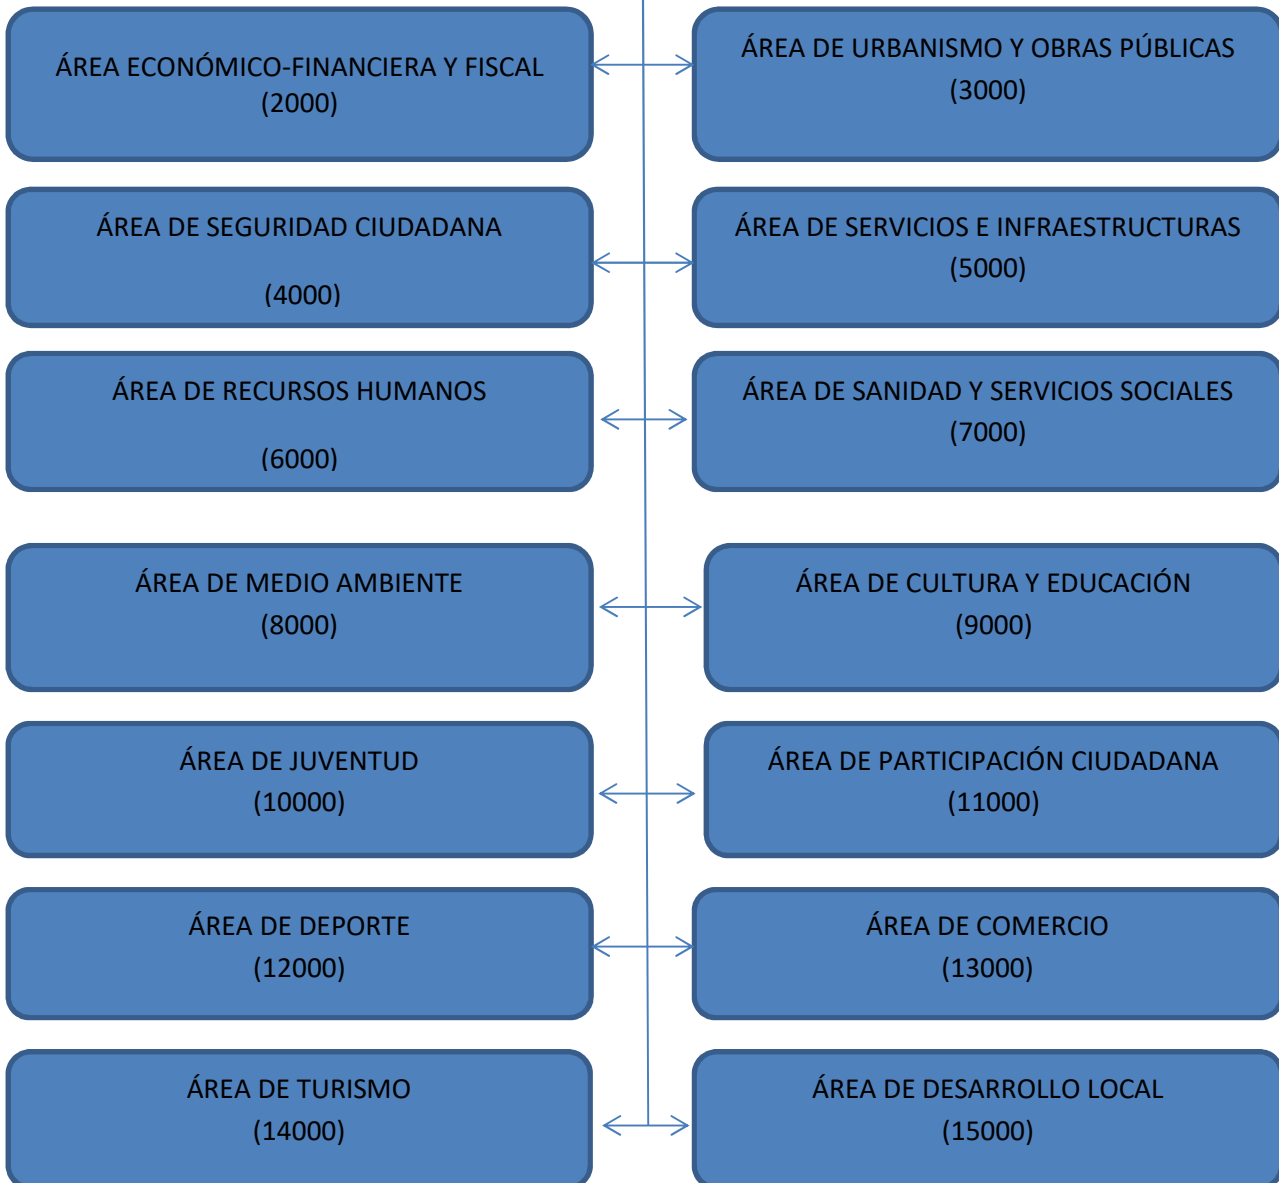 ÁREA ECONÓMICO-FINANCIERA Y FISCAL
(2000)
ÁREA DE URBANISMO Y OBRAS PÚBLICAS
(3000)
ÁREA DE SEGURIDAD CIUDADANA
(4000)
ÁREA DE SERVICIOS E INFRAESTRUCTURAS
(5000)
ÁREA DE RECURSOS HUMANOS
(6000)
ÁREA DE SANIDAD Y SERVICIOS SOCIALES
(7000)
ÁREA DE MEDIO AMBIENTE
(8000)
ÁREA DE CULTURA Y EDUCACIÓN
(9000)
ÁREA DE JUVENTUD
(10000)
ÁREA DE PARTICIPACIÓN CIUDADANA
(11000)
ÁREA DE DEPORTE
(12000)
ÁREA DE COMERCIO
(13000)
ÁREA DE TURISMO
(14000)
ÁREA DE DESARROLLO LOCAL
(15000)